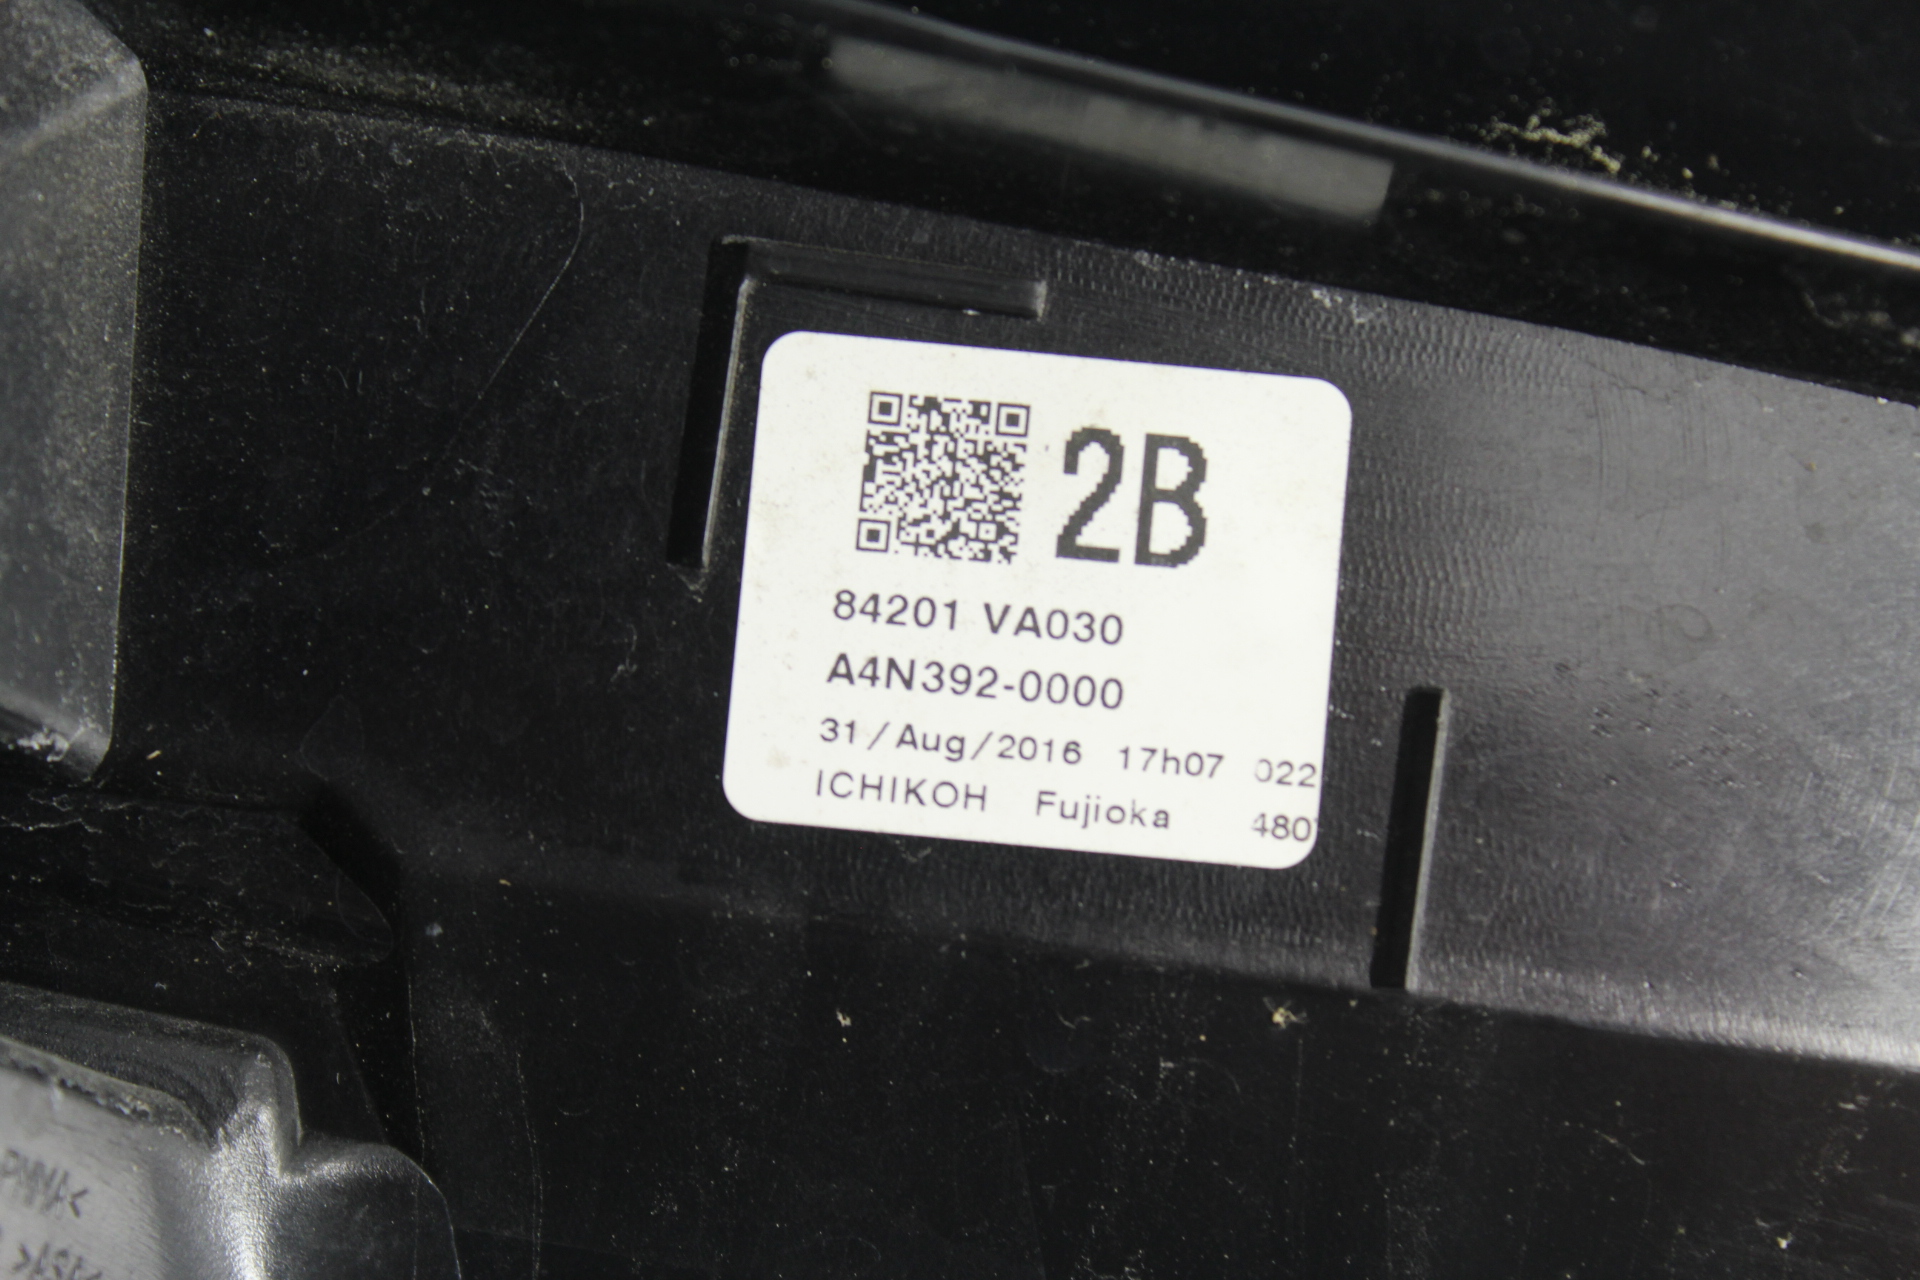 2B
84201 VA030
A4N392-0000
31/Aug/2016 17h07 022
ICHIKOH Fujioka 480